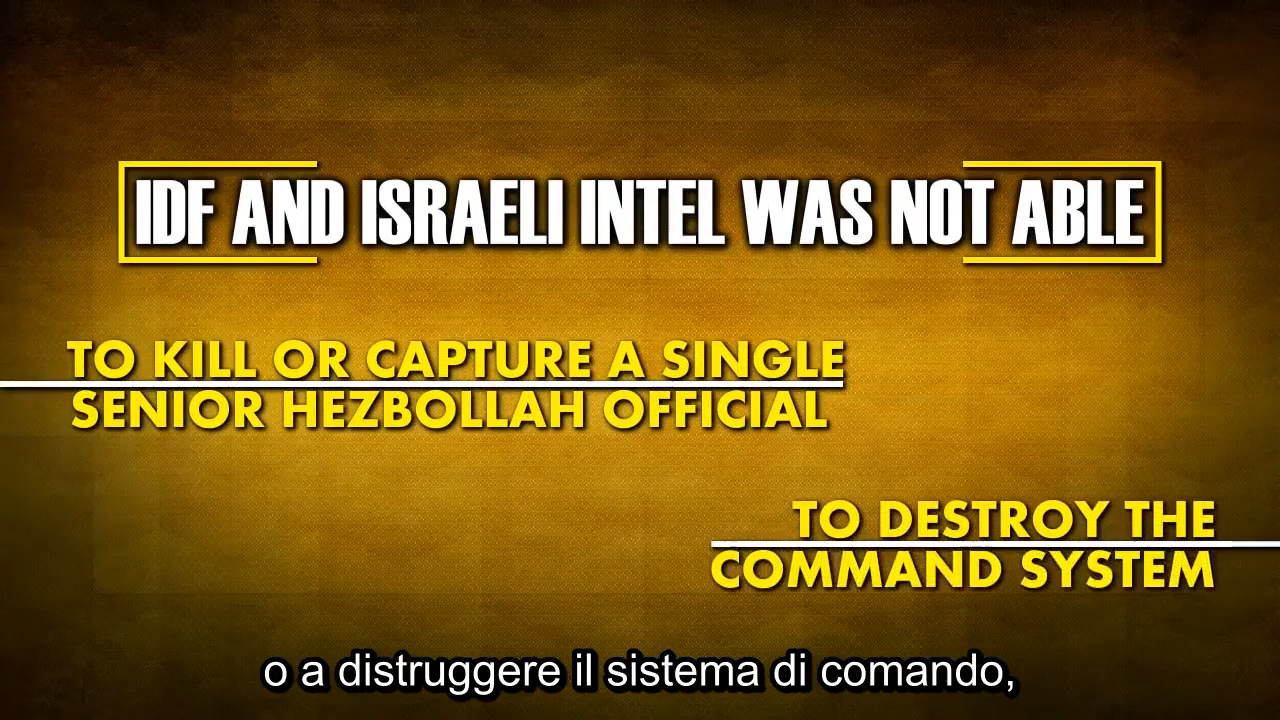 IDF AND ISRAELI INTEL WAS NOT ABLE
TO KILL OR CAPTURE A SINGLE
SENIOR HEZBOLLAH OFFICIAL
TO DESTROY THE
COMMAND SYSTEM
o a distruggere il sistema di comando,